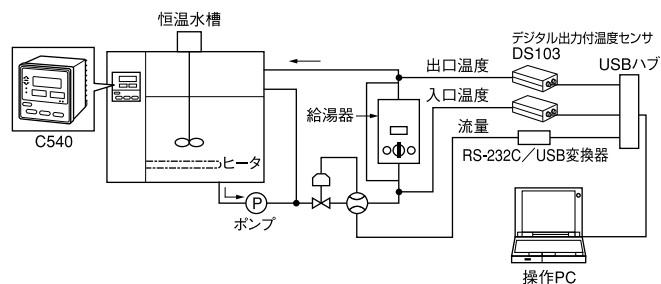 恒温水槽
C540
ヒータ
P
ポンプ
給湯器
出口温度
入口温度
流量
デジタル出力付温度センサ
DS103
USBハブ
RS-232C/USB変換器
操作PC